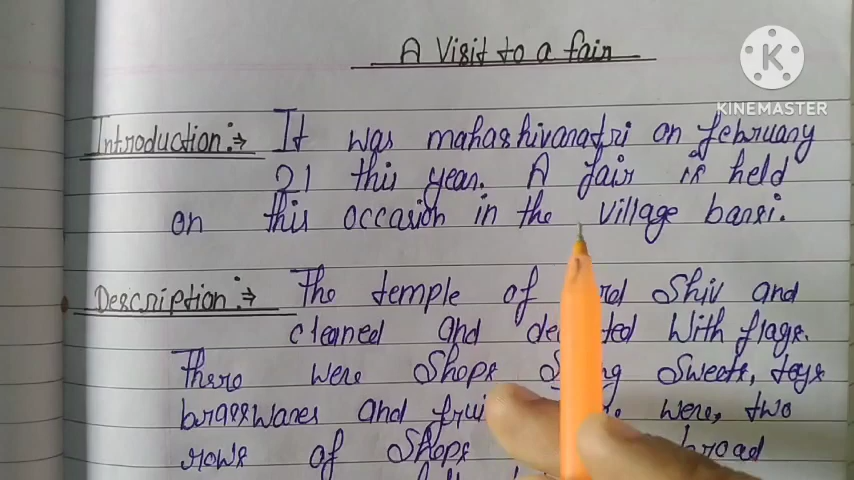 A Visit to a fair
KINEMASTER
Introduction:→ It was mahashivaratri on february
21 this year. A fair is held
on this occasion in the village bansi.
Description:→ The temple of Shiv and
cleaned and with flags.
There were Shops Sweets, toys
brasswares and were, two
rows of Shops broad